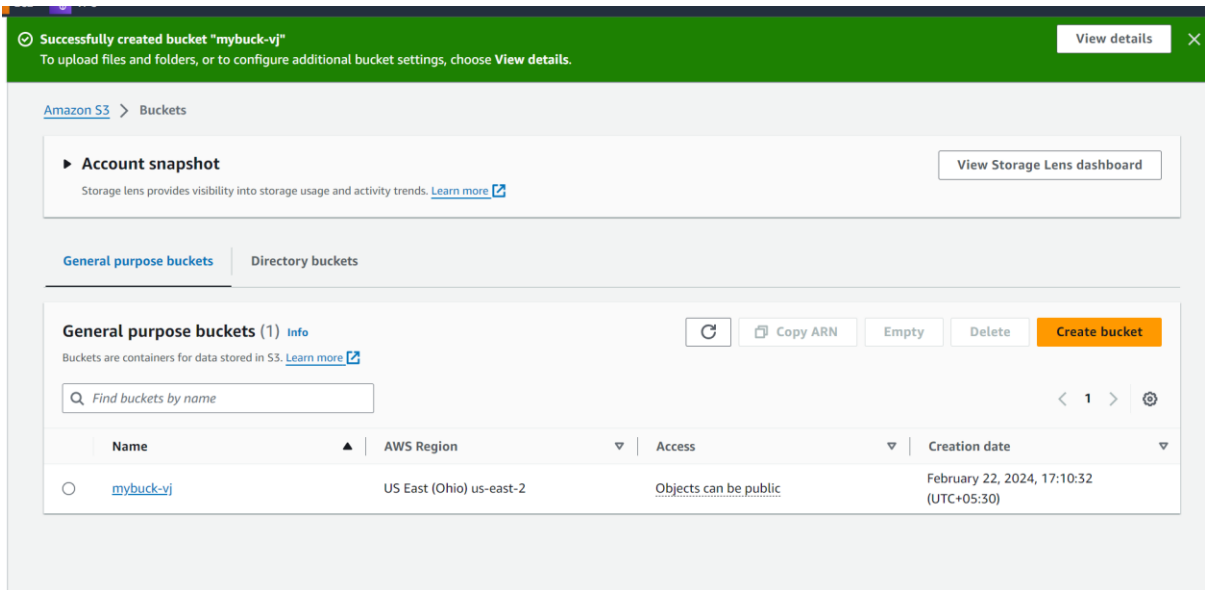 Successfully created bucket "mybuck-vj"
To upload files and folders, or to configure additional bucket settings, choose View details.
View details
Amazon S3 > Buckets
Account snapshot
View Storage Lens dashboard
Storage lens provides visibility into storage usage and activity trends. Learn more
General purpose buckets
Directory buckets
General purpose buckets (1) Info
Copy ARN
Empty
Delete
Create bucket
Buckets are containers for data stored in S3. Learn more
Find buckets by name
1
Name
AWS Region
Access
Creation date
mybuck-vj
US East (Ohio) us-east-2
Objects can be public
February 22, 2024, 17:10:32
(UTC+05:30)